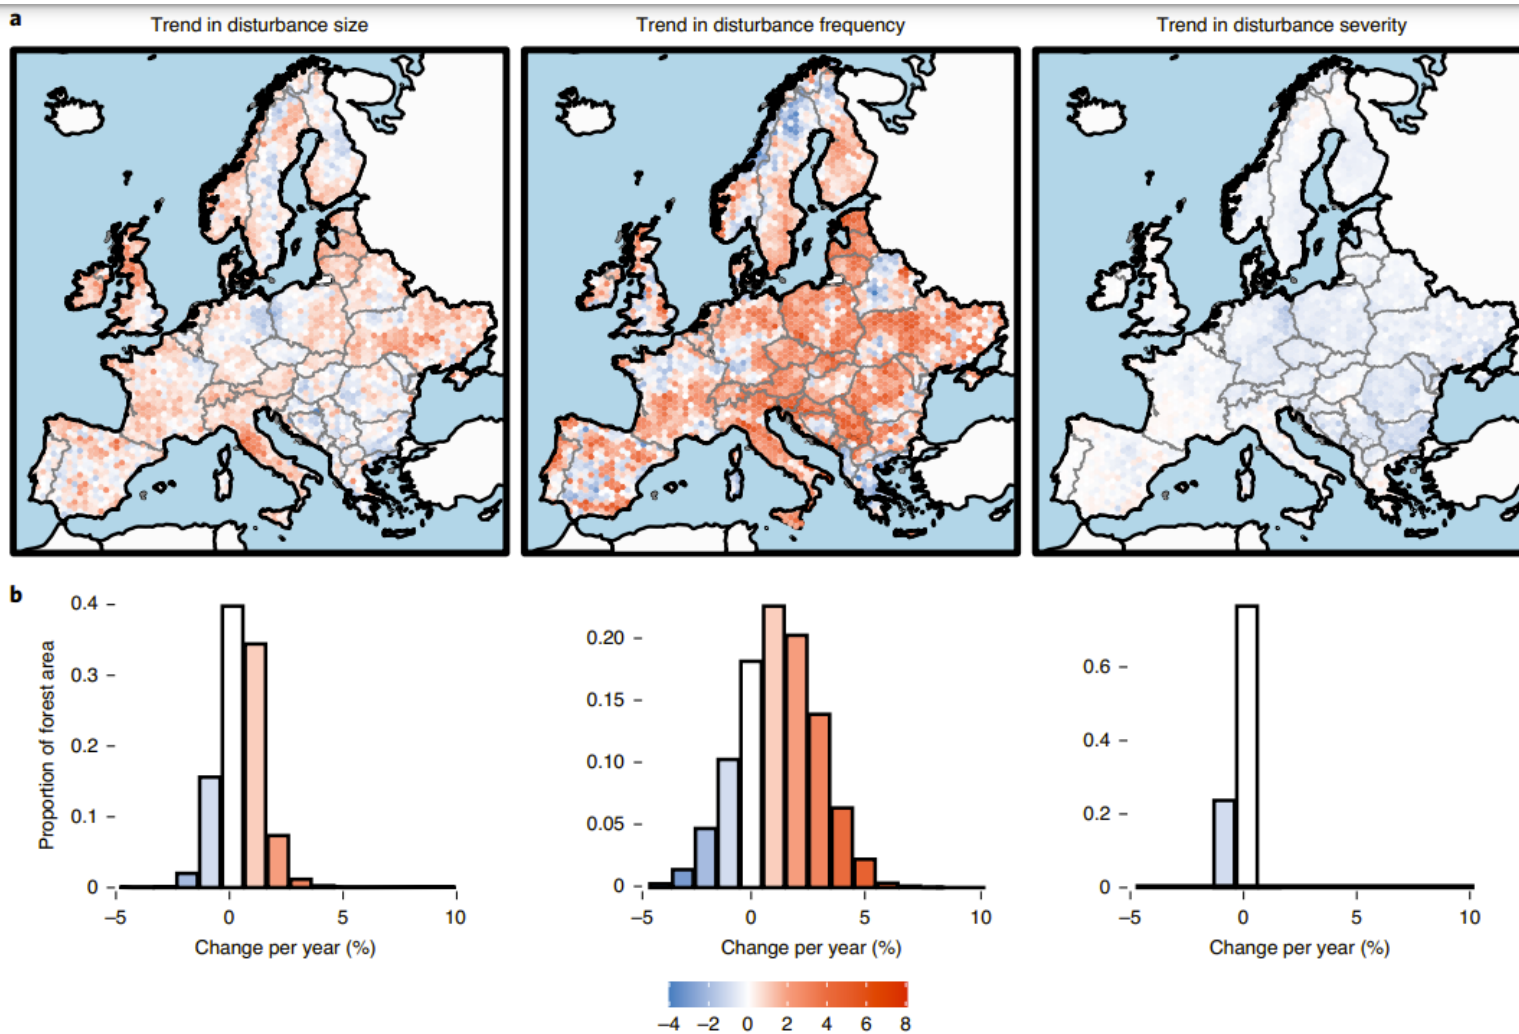 a
Trend in disturbance size
Trend in disturbance frequency
Trend in disturbance severity
b
Proportion of forest area
0.4
0.3
0.2
0.1
0
–5 0 5 10
Change per year (%)
0.20
0.15
0.10
0.05
0
–5 0 5 10
Change per year (%)
0.6
0.4
0.2
0
–5 0 5 10
Change per year (%)
–4 –2 0 2 4 6 8